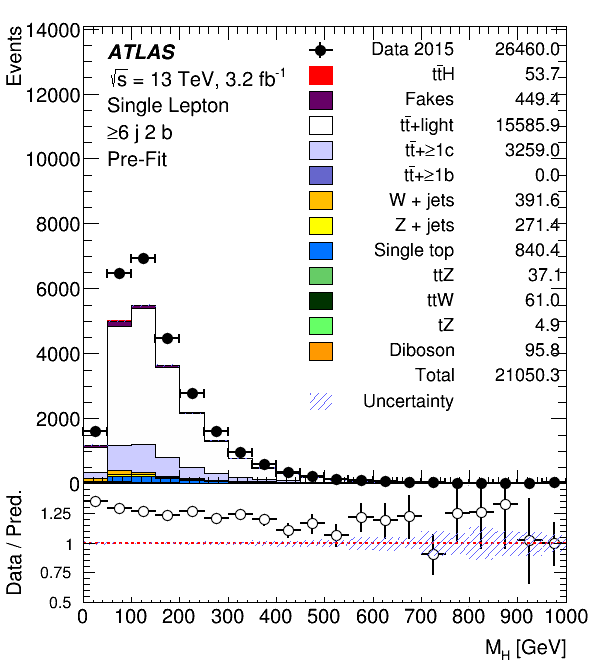 Events
14000
12000
10000
8000
6000
4000
2000
0
ATLAS
√s = 13 TeV, 3.2 fb⁻¹
Single Lepton
≥6 j 2 b
Pre-Fit
Data 2015 26460.0
tt̄H 53.7
Fakes 449.4
tt̄+light 15585.9
tt̄+≥1c 3259.0
tt̄+≥1b 0.0
W + jets 391.6
Z + jets 271.4
Single top 840.4
ttZ 37.1
ttW 61.0
tZ 4.9
Diboson 95.8
Total 21050.3
Uncertainty
Data / Pred.
1.25
1
0.75
0.5
0 100 200 300 400 500 600 700 800 900 1000
M_H [GeV]